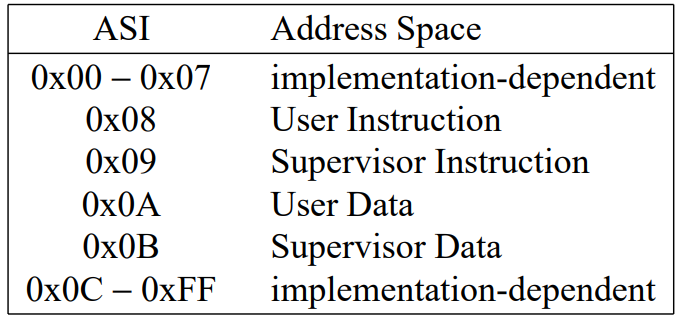 ASI Address Space
0x00 – 0x07 implementation-dependent
0x08 User Instruction
0x09 Supervisor Instruction
0x0A User Data
0x0B Supervisor Data
0x0C – 0xFF implementation-dependent